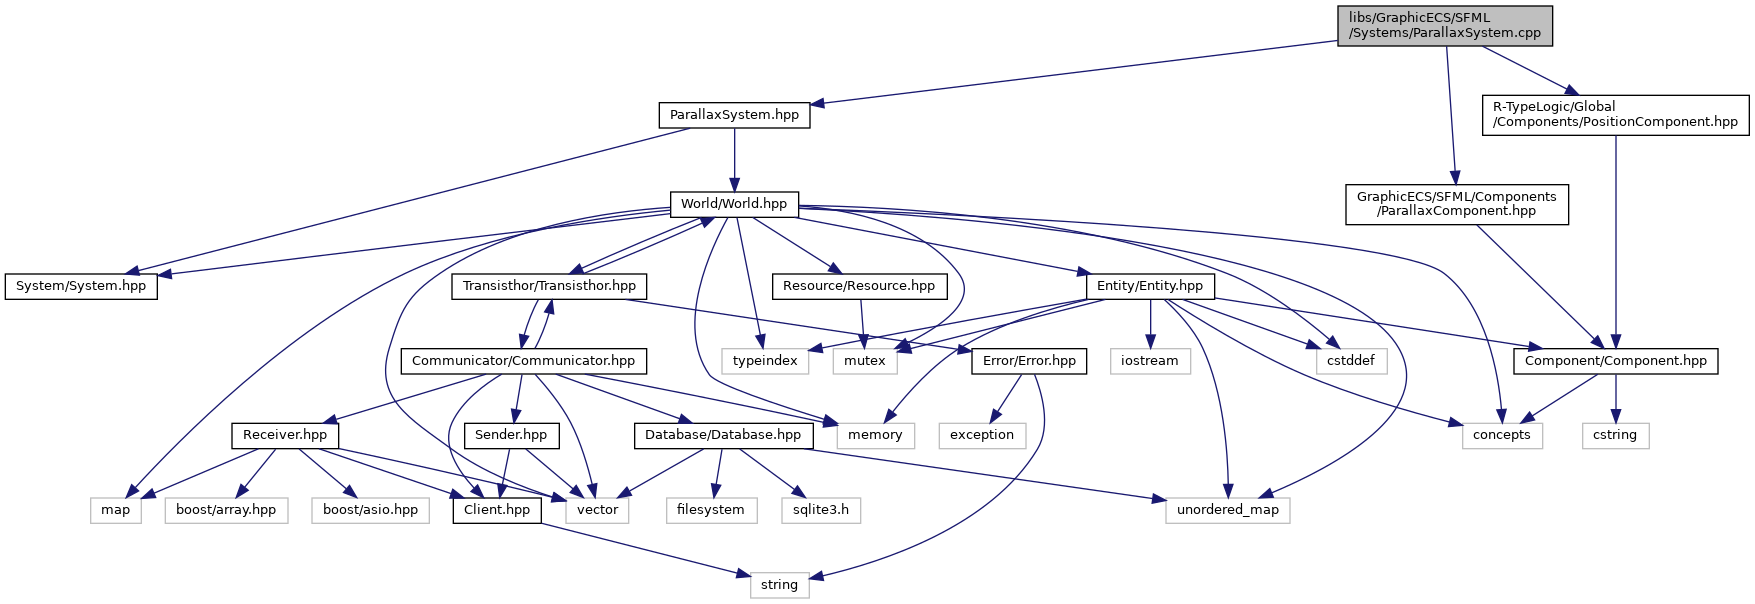 libs/GraphicECS/SFML
/Systems/ParallaxSystem.cpp
ParallaxSystem.hpp
R-TypeLogic/Global
/Components/PositionComponent.hpp
World/World.hpp
GraphicECS/SFML/Components
/ParallaxComponent.hpp
System/System.hpp
Transisthor/Transisthor.hpp
Resource/Resource.hpp
Entity/Entity.hpp
Communicator/Communicator.hpp
typeindex
mutex
Error/Error.hpp
iostream
cstddef
Component/Component.hpp
Receiver.hpp
Sender.hpp
Database/Database.hpp
memory
exception
concepts
cstring
map
boost/array.hpp
boost/asio.hpp
Client.hpp
vector
filesystem
sqlite3.h
unordered_map
string